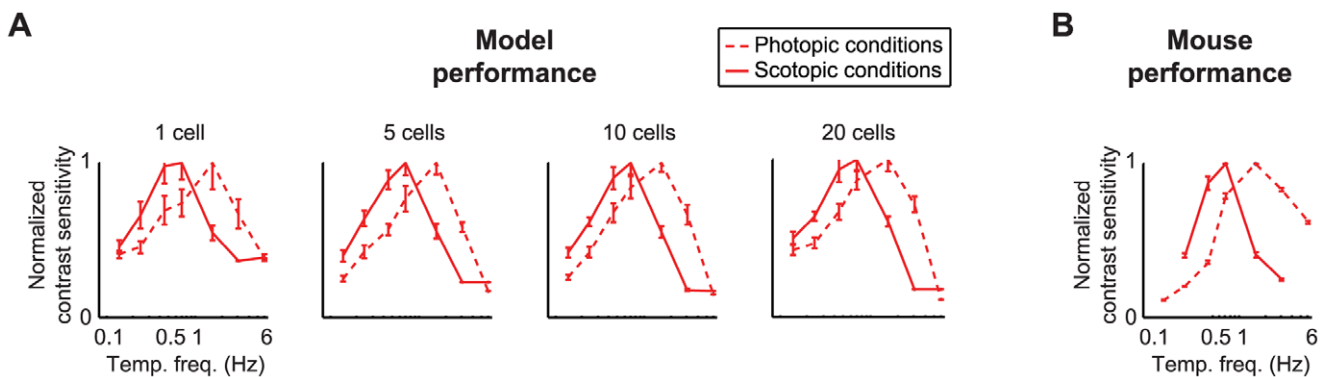 A
Model
performance
Photopic conditions
Scotopic conditions
B
Mouse
performance
1 cell
5 cells
10 cells
20 cells
Normalized
contrast sensitivity
1
0
0.1 0.5 1 6
Temp. freq. (Hz)
Normalized
contrast sensitivity
1
0
0.1 0.5 1 6
Temp. freq. (Hz)